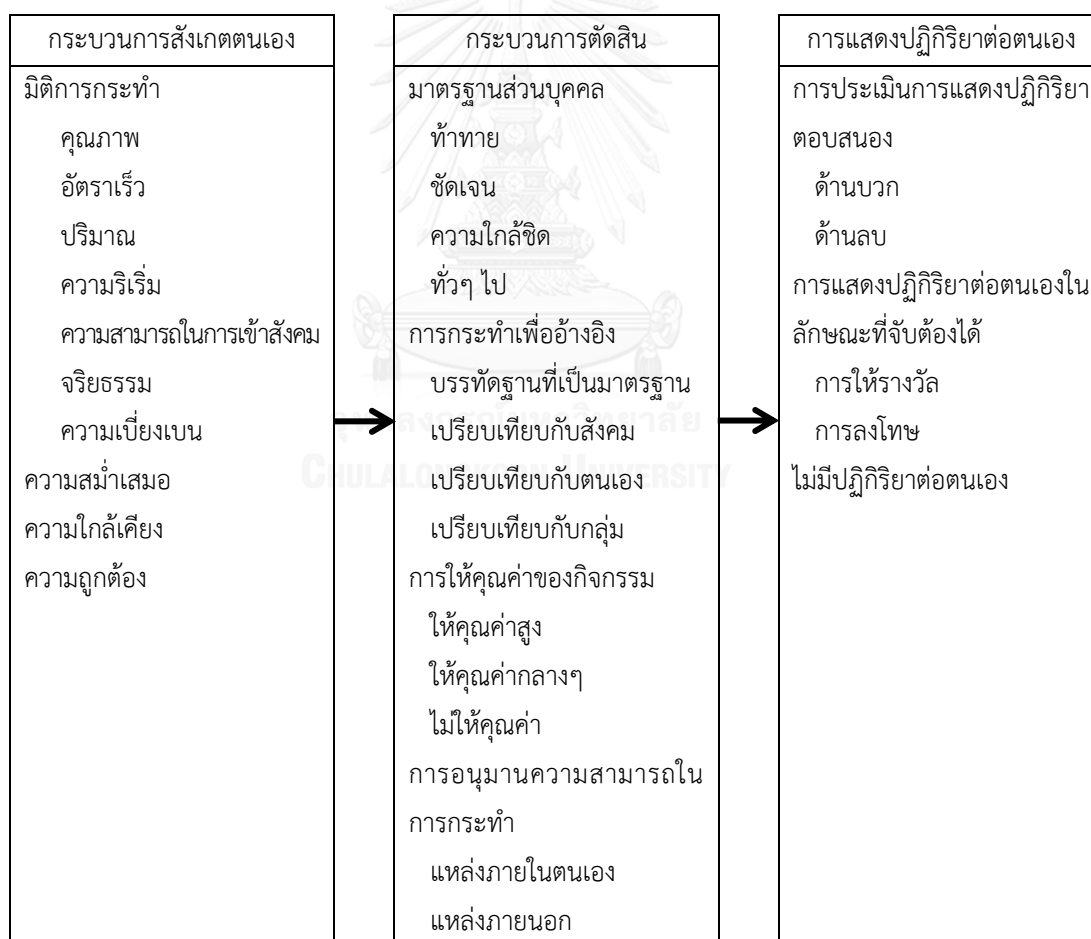 กระบวนการสังเกตตนเอง
มิติการกระทำ
คุณภาพ
อัตราเร็ว
ปริมาณ
ความริเริ่ม
ความสามารถในการเข้าสังคม
จริยธรรม
ความเบี่ยงเบน
ความสม่ำเสมอ
ความใกล้เคียง
ความถูกต้อง
กระบวนการตัดสิน
มาตรฐานส่วนบุคคล
ท้าทาย
ชัดเจน
ความใกล้ชิด
ทั่วๆ ไป
การกระทำเพื่ออ้างอิง
บรรทัดฐานที่เป็นมาตรฐาน
เปรียบเทียบกับสังคม
เปรียบเทียบกับตนเอง
เปรียบเทียบกับกลุ่ม
การให้คุณค่าของกิจกรรม
ให้คุณค่าสูง
ให้คุณค่ากลางๆ
ไม่ให้คุณค่า
การอนุมานความสามารถใน
การกระทำ
แหล่งภายในตนเอง
แหล่งภายนอก
การแสดงปฏิกิริยาต่อตนเอง
การประเมินการแสดงปฏิกิริยา
ตอบสนอง
ด้านบวก
ด้านลบ
การแสดงปฏิกิริยาต่อตนเองใน
ลักษณะที่จับต้องได้
การให้รางวัล
การลงโทษ
ไม่มีปฏิกิริยาต่อตนเอง
จุฬาลงกรณ์มหาวิทยาลัย
CHULALONGKORN UNIVERSITY